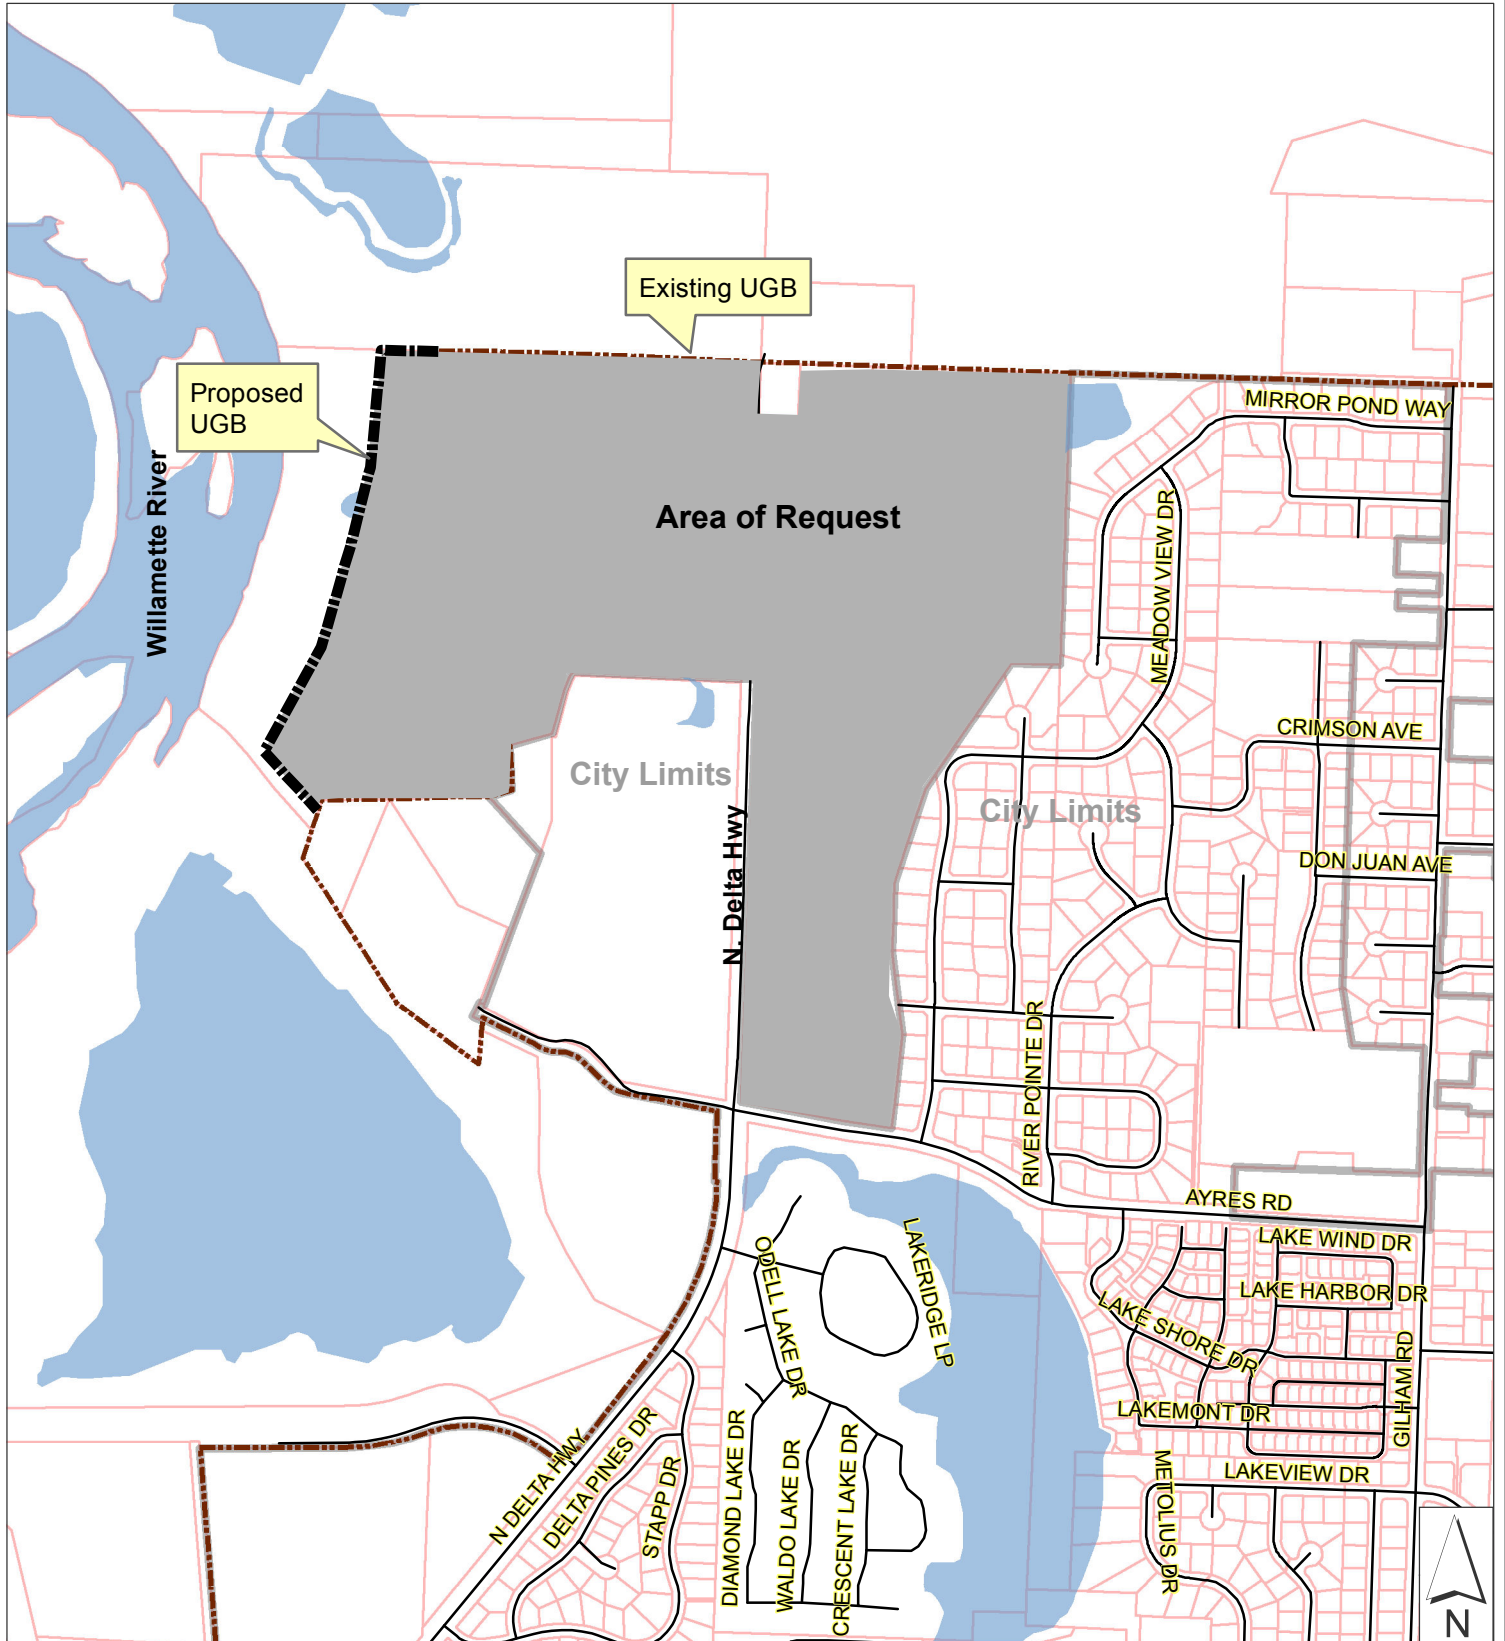 Existing UGB
Proposed
UGB
MIRROR POND WAY
Willamette River
Area of Request
MEADOW VIEW DR
CRIMSON AVE
City Limits
City Limits
N. Delta Hwy
DON JUAN AVE
RIVER POINTE DR
AYRES RD
LAKE WIND DR
ODELL LAKE DR
LAKERIDGE LP
LAKE HARBOR DR
LAKE SHORE DR
GILHAM RD
LAKEMONT DR
N DELTA HWY
DELTA PINES DR
STAPP DR
DIAMOND LAKE DR
WALDO LAKE DR
CRESCENT LAKE DR
LAKEVIEW DR
METOLIUS DR
N